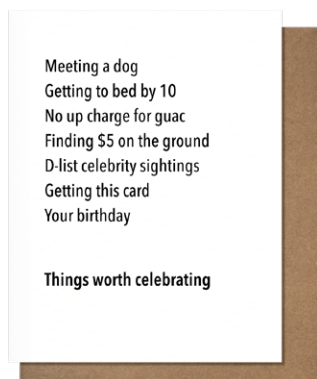 Meeting a dog
Getting to bed by 10
No up charge for guac
Finding $5 on the ground
D-list celebrity sightings
Getting this card
Your birthday
Things worth celebrating